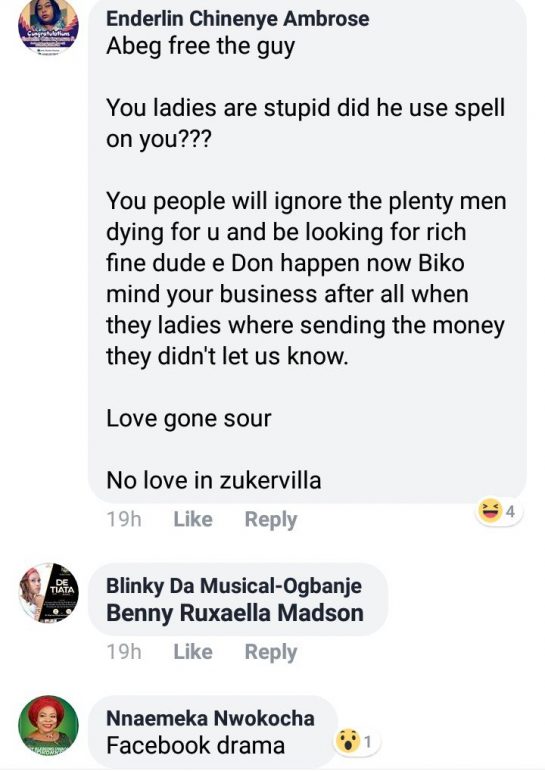 Congratulations
Enderlin Chinenye Ambrose
Abeg free the guy
You ladies are stupid did he use spell
on you???
You people will ignore the plenty men
dying for u and be looking for rich
fine dude e Don happen now Biko
mind your business after all when
they ladies where sending the money
they didn't let us know.
Love gone sour
No love in zukervilla
19h Like Reply
4
DE
TIATA
Blinky Da Musical-Ogbanje
Benny Ruxaella Madson
19h Like Reply
Nnaemeka Nwokocha
Facebook drama
1